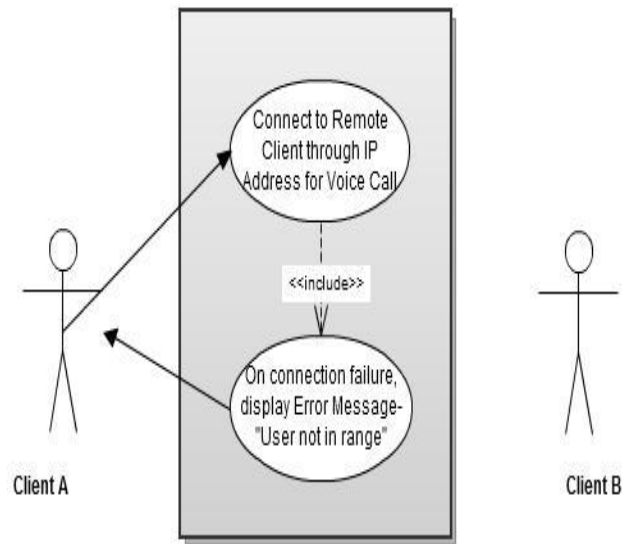 Connect to Remote
Client through IP
Address for Voice Call
<<include>>
On connection failure,
display Error Message-
"User not in range"
Client A
Client B